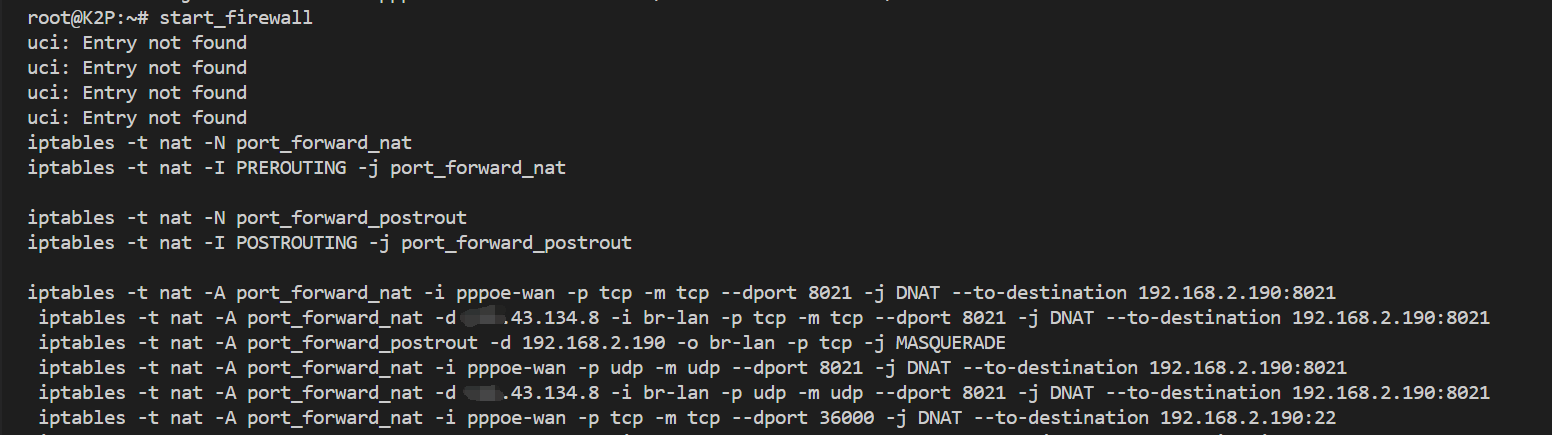 root@K2P:~# start_firewall
uci: Entry not found
uci: Entry not found
uci: Entry not found
uci: Entry not found
iptables -t nat -N port_forward_nat
iptables -t nat -I PREROUTING -j port_forward_nat
iptables -t nat -N port_forward_postrout
iptables -t nat -I POSTROUTING -j port_forward_postrout
iptables -t nat -A port_forward_nat -i pppoe-wan -p tcp -m tcp --dport 8021 -j DNAT --to-destination 192.168.2.190:8021
iptables -t nat -A port_forward_nat -d .43.134.8 -i br-lan -p tcp -m tcp --dport 8021 -j DNAT --to-destination 192.168.2.190:8021
iptables -t nat -A port_forward_postrout -d 192.168.2.190 -o br-lan -p tcp -j MASQUERADE
iptables -t nat -A port_forward_nat -i pppoe-wan -p udp -m udp --dport 8021 -j DNAT --to-destination 192.168.2.190:8021
iptables -t nat -A port_forward_nat -d .43.134.8 -i br-lan -p udp -m udp --dport 8021 -j DNAT --to-destination 192.168.2.190:8021
iptables -t nat -A port_forward_nat -i pppoe-wan -p tcp -m tcp --dport 36000 -j DNAT --to-destination 192.168.2.190:22